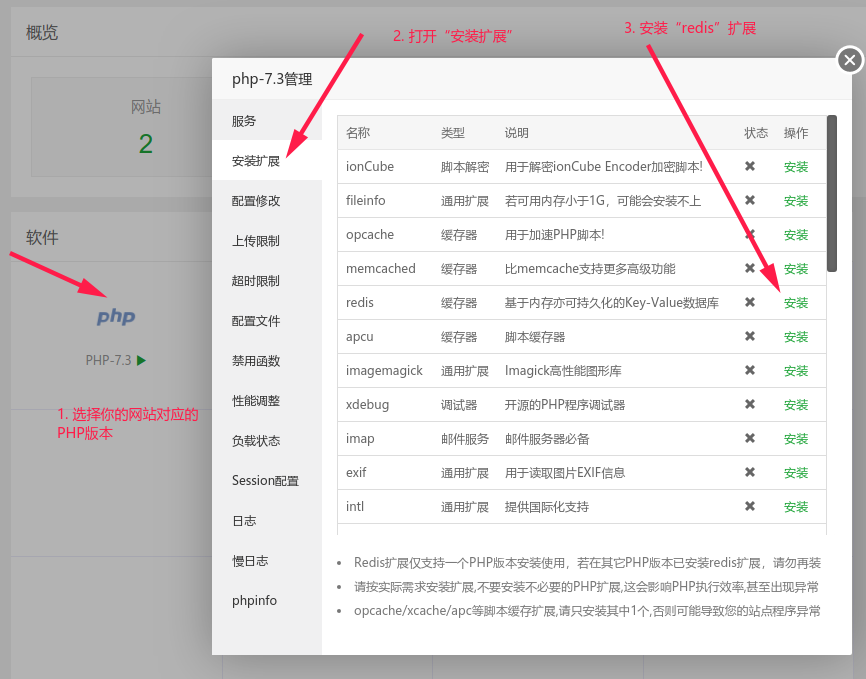 概览
2. 打开“安装扩展”
3. 安装“redis”扩展
网站
2
软件
php
PHP-7.3
1. 选择你的网站对应的
PHP版本
php-7.3管理
服务
安装扩展
配置修改
上传限制
超时限制
配置文件
禁用函数
性能调整
负载状态
Session配置
日志
慢日志
phpinfo
名称 类型 说明 状态 操作
ionCube 脚本解密 用于解密ionCube Encoder加密脚本! ✖ 安装
fileinfo 通用扩展 若可用内存小于1G，可能会安装不上 ✖ 安装
opcache 缓存器 用于加速PHP脚本! ✖ 安装
memcached 缓存器 比memcache支持更多高级功能 ✖ 安装
redis 缓存器 基于内存亦可持久化的Key-Value数据库 ✖ 安装
apcu 缓存器 脚本缓存器 ✖ 安装
imagemagick 通用扩展 Imagick高性能图形库 ✖ 安装
xdebug 调试器 开源的PHP程序调试器 ✖ 安装
imap 邮件服务 邮件服务器必备 ✖ 安装
exif 通用扩展 用于读取图片EXIF信息 ✖ 安装
intl 通用扩展 提供国际化支持 ✖ 安装
• Redis扩展仅支持一个PHP版本安装使用，若在其它PHP版本已安装redis扩展，请勿再装
• 请按实际需求安装扩展,不要安装不必要的PHP扩展,这会影响PHP执行效率,甚至出现异常
• opcache/xcache/apc等脚本缓存扩展,请只安装其中1个,否则可能导致您的站点程序异常